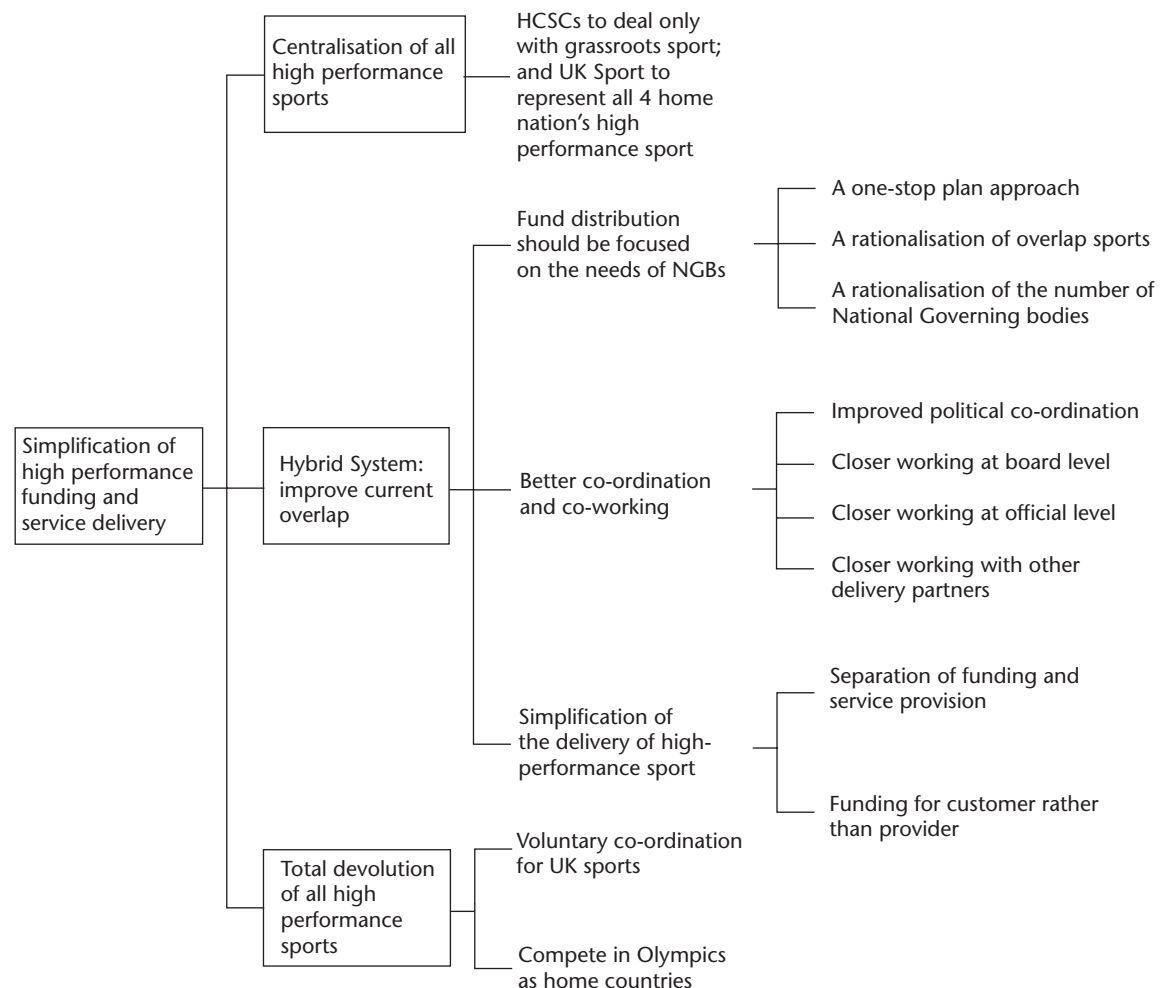 Centralisation of all
high performance
sports
HCSCs to deal only
with grassroots sport;
and UK Sport to
represent all 4 home
nation's high
performance sport
Fund distribution
should be focused
on the needs of NGBs
A one-stop plan approach
A rationalisation of overlap sports
A rationalisation of the number of
National Governing bodies
Simplification of
high performance
funding and
service delivery
Hybrid System:
improve current
overlap
Better co-ordination
and co-working
Improved political co-ordination
Closer working at board level
Closer working at official level
Closer working with other
delivery partners
Simplification of
the delivery of high-
performance sport
Separation of funding and
service provision
Funding for customer rather
than provider
Total devolution
of all high
performance
sports
Voluntary co-ordination
for UK sports
Compete in Olympics
as home countries